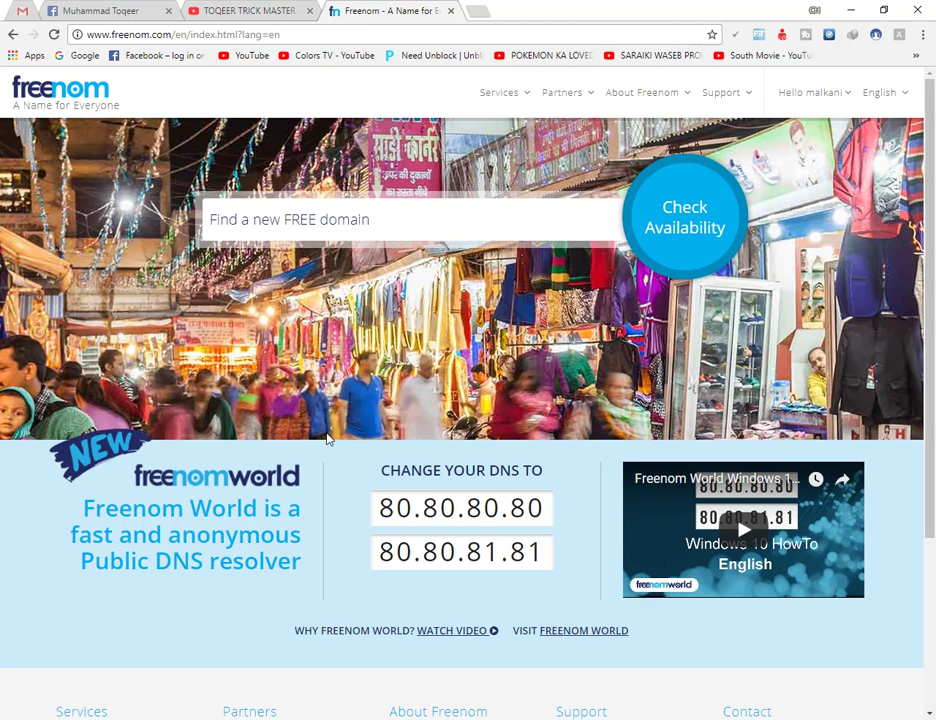 Muhammad Toqeer
TOQEER TRICK MASTER
Freenom - A Name for E
www.freenom.com/en/index.html?lang=en
Apps
Google
Facebook – log in or
YouTube
Colors TV - YouTube
Need Unblock | Unb
POKEMON KA LOVE
SARAIKI WASEB PRO
South Movie - YouTu
»
freenom
A Name for Everyone
Services
Partners
About Freenom
Support
Hello malkani
English
साड़ी कार्नर
ऊपर की दुकानों
का रास्ता नीचे
Find a new FREE domain
Check
Availability
NEW
freenomworld
Freenom World is a
fast and anonymous
Public DNS resolver
CHANGE YOUR DNS TO
80.80.80.80
80.80.81.81
Freenom World Windows 1...
80.80.80.80
80.80.81.81
Windows 10 HowTo
English
freenomworld
WHY FREENOM WORLD? WATCH VIDEO
VISIT FREENOM WORLD
Services
Partners
About Freenom
Support
Contact